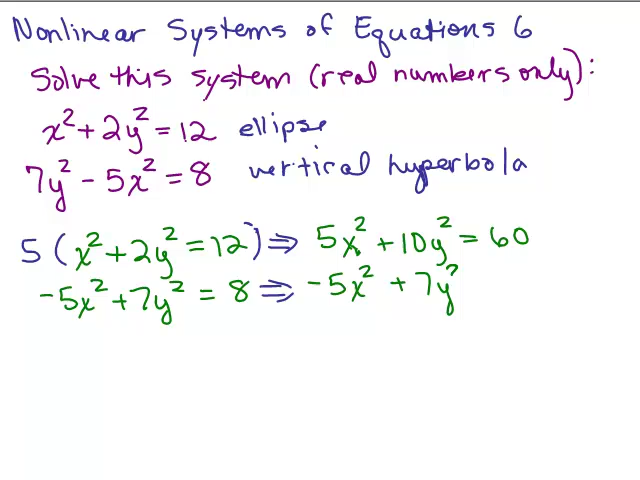 Nonlinear Systems of Equations 6
Solve this system (real numbers only):
x² + 2y² = 12 ellipse
7y² - 5x² = 8 vertical hyperbola
5 (x² + 2y² = 12) ⇒ 5x² + 10y² = 60
-5x² + 7y² = 8 ⇒ -5x² + 7y²